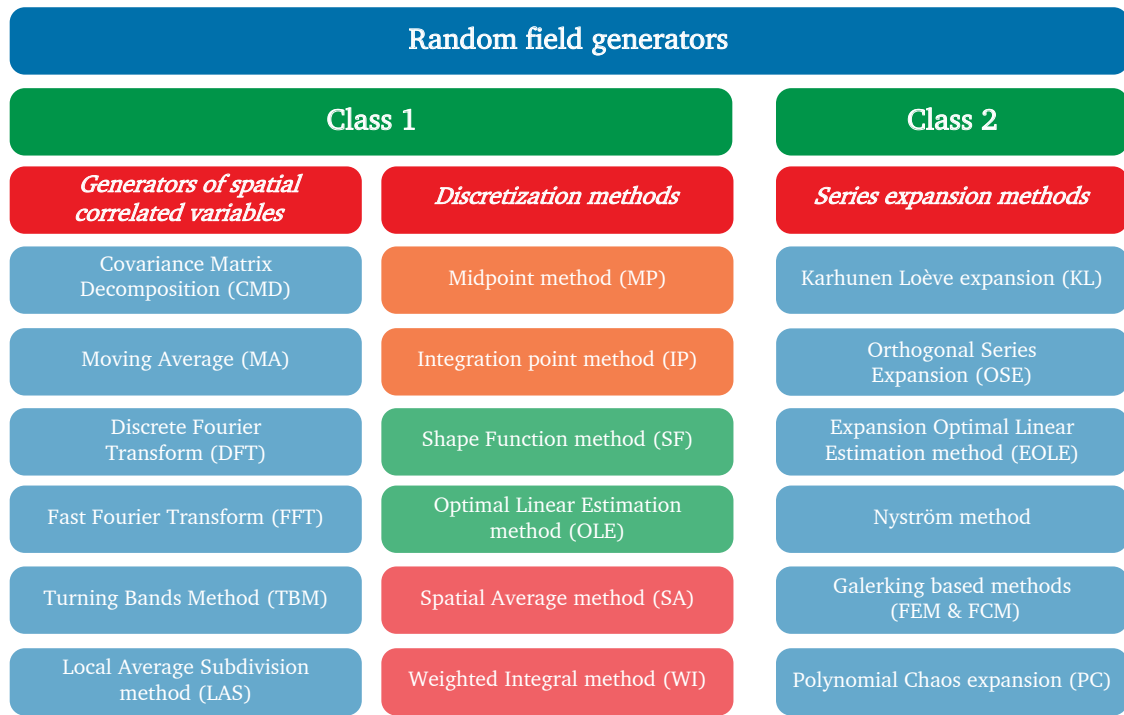 Random field generators
Class 1
Class 2
Generators of spatial
correlated variables
Discretization methods
Series expansion methods
Covariance Matrix
Decomposition (CMD)
Midpoint method (MP)
Karhunen Loève expansion (KL)
Moving Average (MA)
Integration point method (IP)
Orthogonal Series
Expansion (OSE)
Discrete Fourier
Transform (DFT)
Shape Function method (SF)
Expansion Optimal Linear
Estimation method (EOLE)
Fast Fourier Transform (FFT)
Optimal Linear Estimation
method (OLE)
Nyström method
Turning Bands Method (TBM)
Spatial Average method (SA)
Galerking based methods
(FEM & FCM)
Local Average Subdivision
method (LAS)
Weighted Integral method (WI)
Polynomial Chaos expansion (PC)